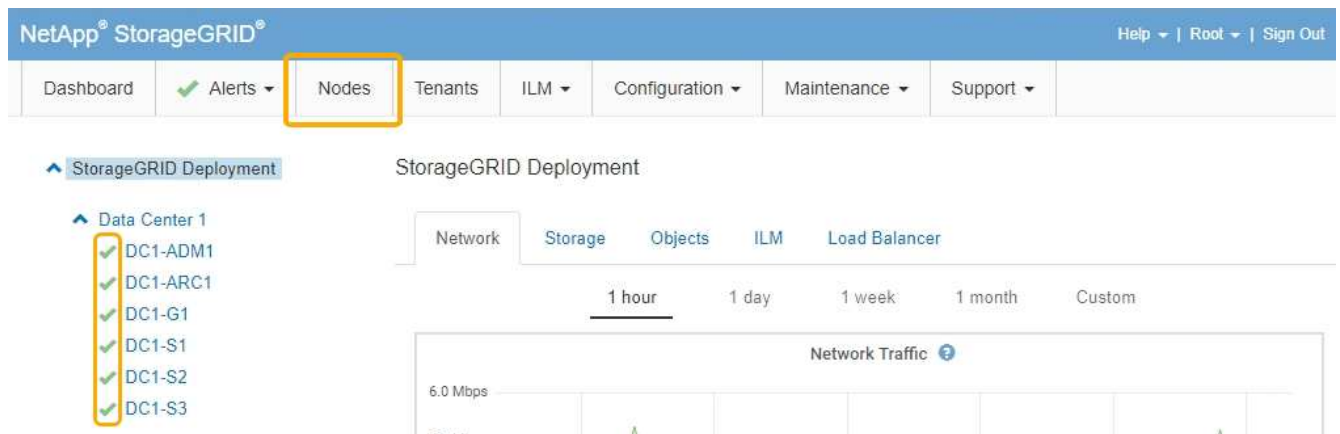 NetApp® StorageGRID®
Help | Root | Sign Out
Dashboard Alerts Nodes Tenants ILM Configuration Maintenance Support
StorageGRID Deployment
StorageGRID Deployment
Data Center 1
Network Storage Objects ILM Load Balancer
DC1-ADM1
DC1-ARC1
1 hour 1 day 1 week 1 month Custom
DC1-G1
DC1-S1
Network Traffic
DC1-S2
6.0 Mbps
DC1-S3